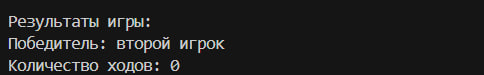 Результаты игры:
Победитель: второй игрок
Количество ходов: 0